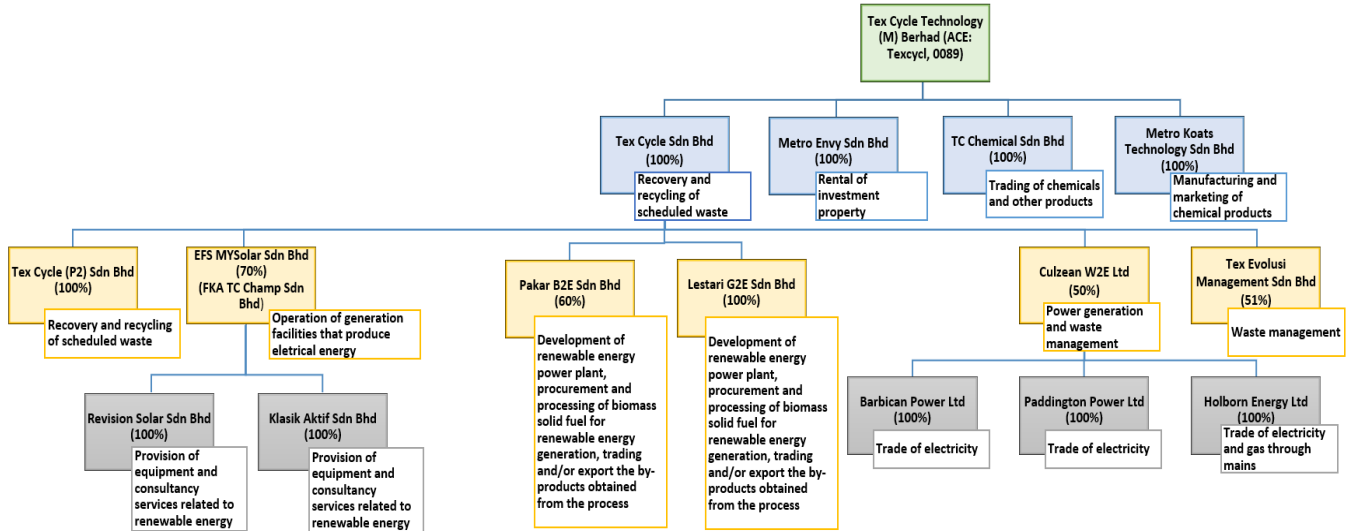 Tex Cycle Technology
(M) Berhad (ACE:
Texcycl, 0089)
Tex Cycle Sdn Bhd
(100%)
Recovery and
recycling of
scheduled waste
Metro Envy Sdn Bhd
(100%)
Rental of
investment
property
TC Chemical Sdn Bhd
(100%)
Trading of chemicals
and other products
Metro Koats
Technology Sdn Bhd
(100%)
Manufacturing and
marketing of
chemical products
Tex Cycle (P2) Sdn Bhd
(100%)
Recovery and recycling
of scheduled waste
EFS MYSolar Sdn Bhd
(70%)
(FKA TC Champ Sdn
Bhd)
Operation of generation
facilities that produce
eletrical energy
Pakar B2E Sdn Bhd
(60%)
Development of
renewable energy
power plant,
procurement and
processing of biomass
solid fuel for
renewable energy
generation, trading
and/or export the by-
products obtained
from the process
Lestari G2E Sdn Bhd
(100%)
Development of
renewable energy
power plant,
procurement and
processing of biomass
solid fuel for
renewable energy
generation, trading
and/or export the by-
products obtained
from the process
Culzean W2E Ltd
(50%)
Power generation
and waste
management
Tex Evolusi
Management Sdn Bhd
(51%)
Waste management
Revision Solar Sdn Bhd
(100%)
Provision of
equipment and
consultancy
services related to
renewable energy
Klasik Aktif Sdn Bhd
(100%)
Provision of
equipment and
consultancy
services related to
renewable energy
Barbican Power Ltd
(100%)
Trade of electricity
Paddington Power Ltd
(100%)
Trade of electricity
Holborn Energy Ltd
(100%)
Trade of electricity
and gas through
mains